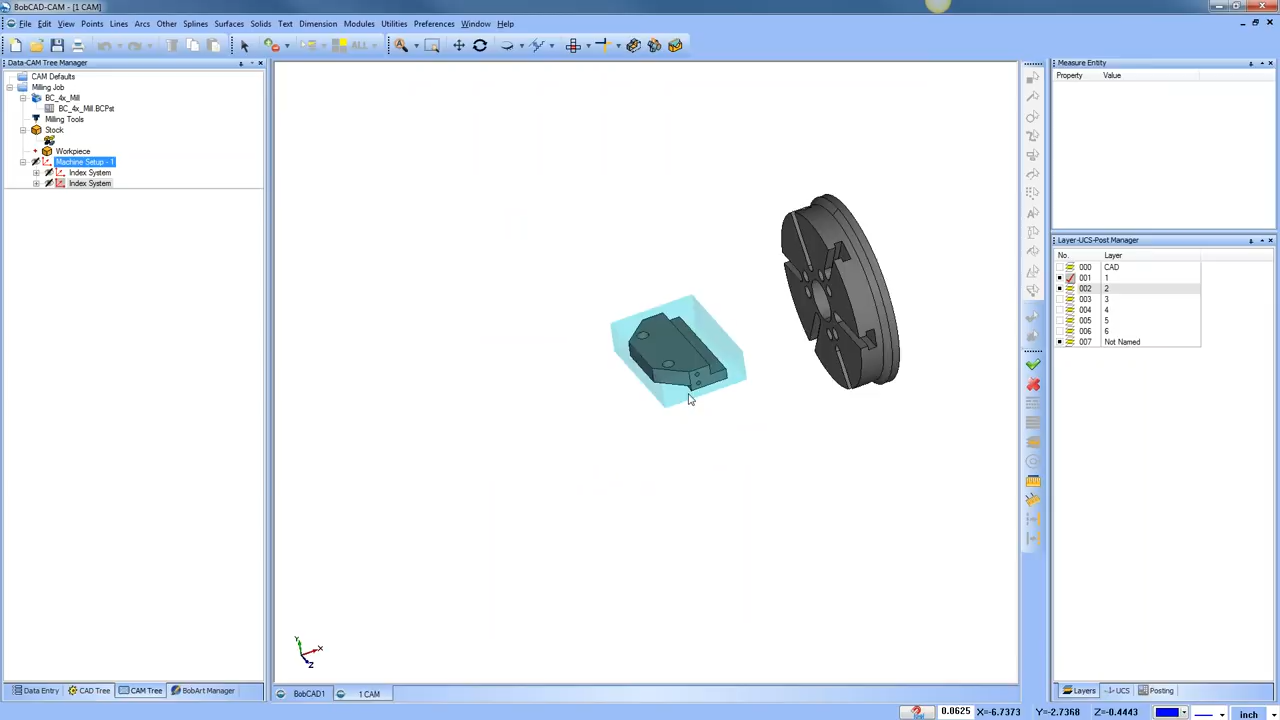 BobCAD-CAM - [1 CAM]
File Edit View Points Lines Arcs Other Splines Surfaces Solids Text Dimension Modules Utilities Preferences Window Help
ALL
Data-CAM Tree Manager
CAM Defaults
Milling Job
BC_4x_Mill
BC_4x_Mill.BCPst
Milling Tools
Stock
Workpiece
Machine Setup - 1
Index System
Index System
Data Entry CAD Tree CAM Tree BobArt Manager
Y
X
Z
BobCAD1 1 CAM
Measure Entity
Property Value
Layer-UCS-Post Manager
No. Layer
000 CAD
001 1
002 2
003 3
004 4
005 5
006 6
007 Not Named
Layers UCS Posting
0.0625 X=-6.7373 Y=-2.7368 Z=-0.4443 inch